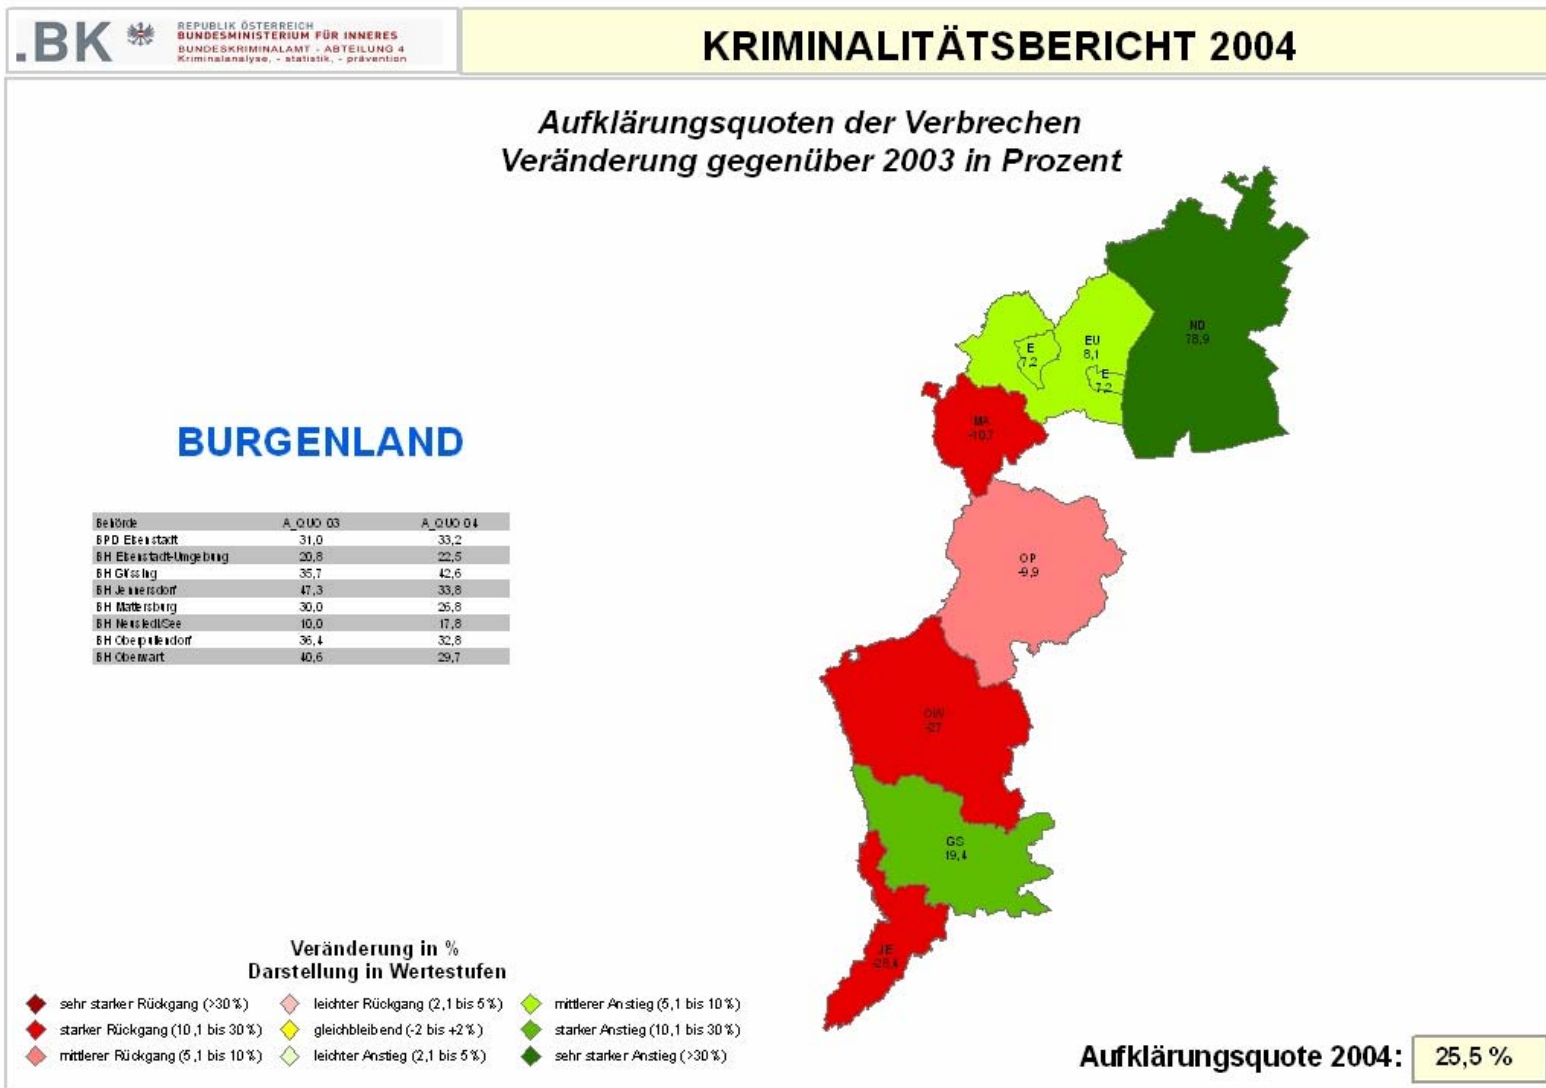 .BK
REPUBLIK ÖSTERREICH
BUNDESMINISTERIUM FÜR INNERES
BUNDESKRIMINALAMT - ABTEILUNG 4
Kriminalanalyse, - statistik, - prävention
KRIMINALITÄTSBERICHT 2004
Aufklärungsquoten der Verbrechen
Veränderung gegenüber 2003 in Prozent
BURGENLAND
Behörde A_QUO 03 A_QUO 04
BPD Eisenstadt 31,0 33,2
BH Eisenstadt-Umgebung 20,8 22,5
BH Güssing 35,7 42,6
BH Jennersdorf 47,3 33,8
BH Mattersburg 30,0 26,8
BH Neusiedl/See 10,0 17,8
BH Oberpullendorf 36,4 32,8
BH Oberwart 40,6 29,7
ND
78,9
EU
8,1
E
7,2
E
7,2
MA
-10,7
OP
-9,9
OW
-27
GS
19,4
JE
Veränderung in %
Darstellung in Wertestufen
sehr starker Rückgang (>30%)
starker Rückgang (10,1 bis 30%)
mittlerer Rückgang (5,1 bis 10%)
leichter Rückgang (2,1 bis 5%)
gleichbleibend (-2 bis +2%)
leichter Anstieg (2,1 bis 5%)
mittlerer Anstieg (5,1 bis 10%)
starker Anstieg (10,1 bis 30%)
sehr starker Anstieg (>30%)
Aufklärungsquote 2004: 25,5 %